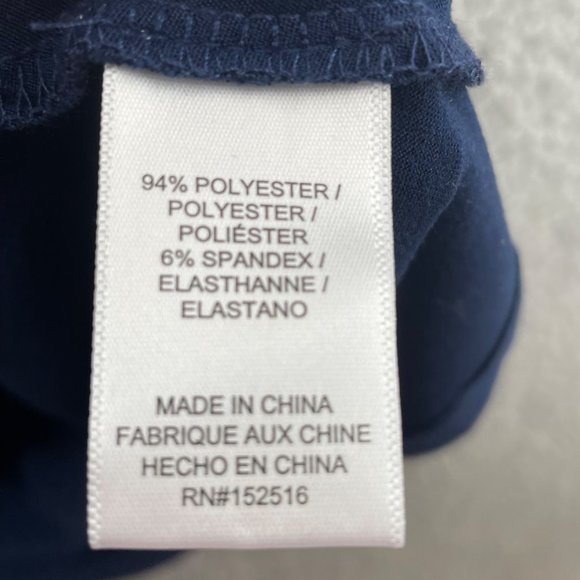 94% POLYESTER /
POLYESTER /
POLIÉSTER
6% SPANDEX /
ELASTHANNE /
ELASTANO
MADE IN CHINA
FABRIQUE AUX CHINE
HECHO EN CHINA
RN#152516